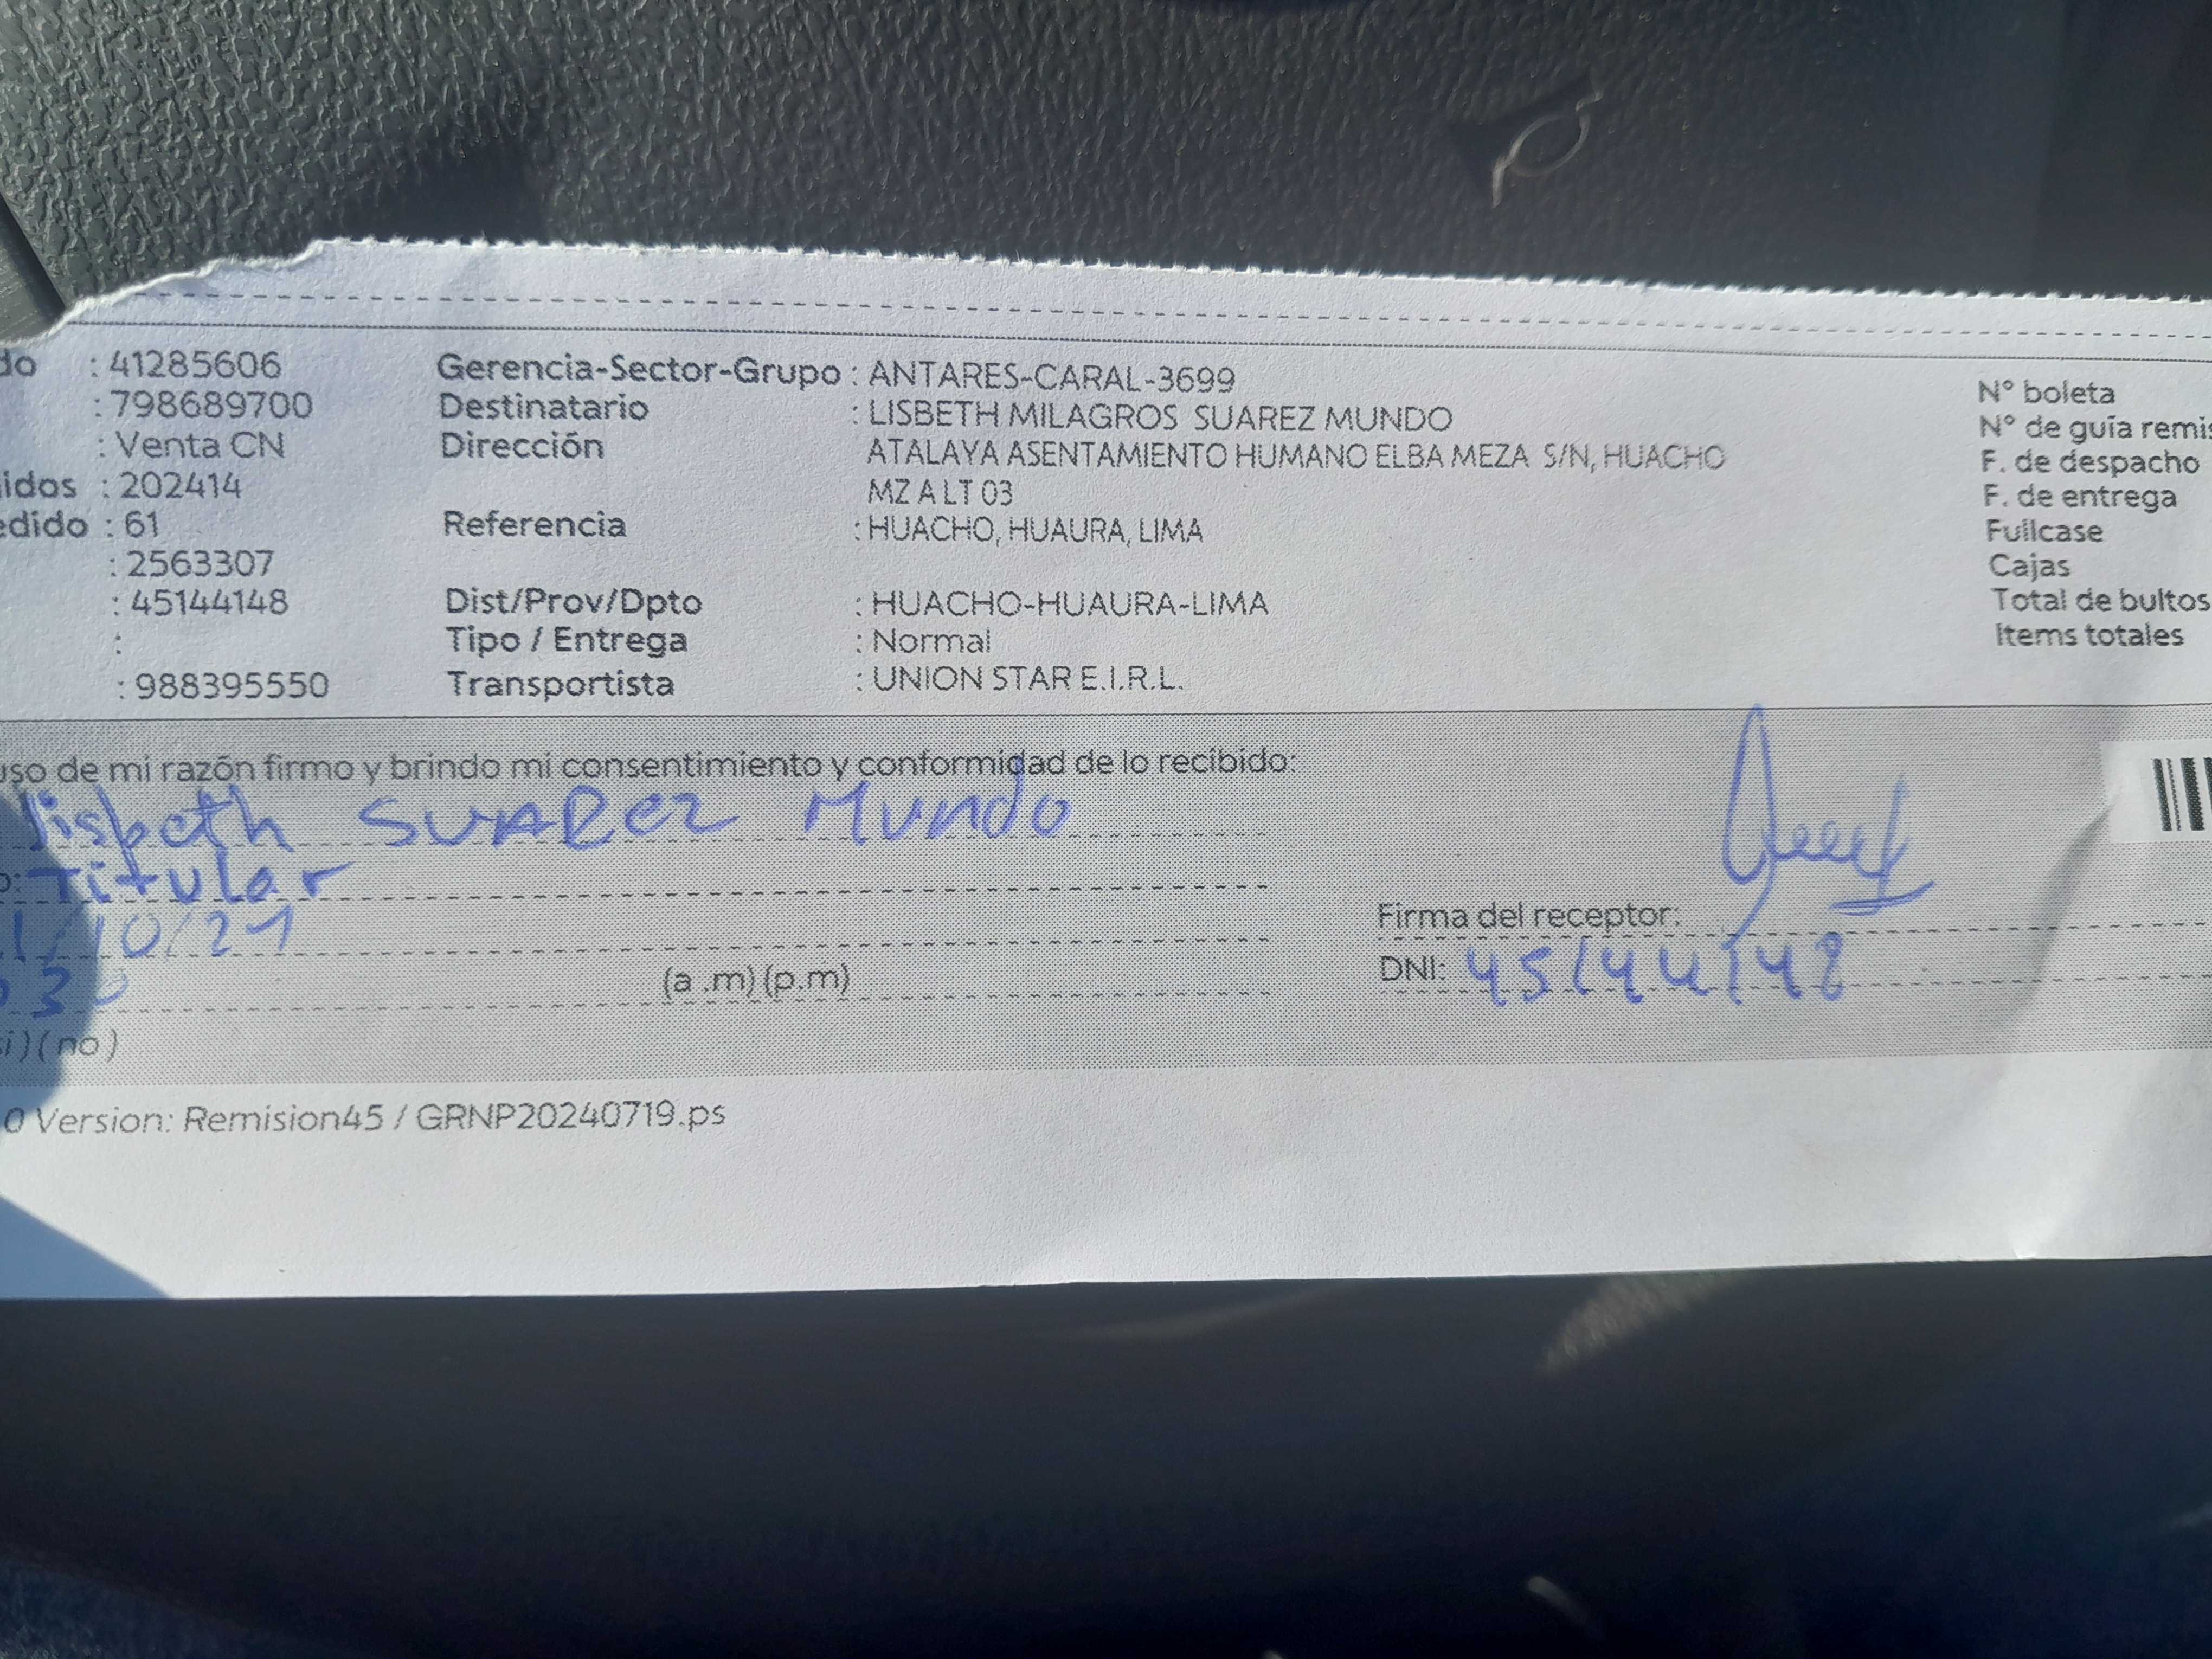 do : 41285606
: 798689700
: Venta CN
idos : 202414
edido : 61
: 2563307
: 45144148
:
: 988395550
Gerencia-Sector-Grupo : ANTARES-CARAL-3699
Destinatario : LISBETH MILAGROS SUAREZ MUNDO
Dirección ATALAYA ASENTAMIENTO HUMANO ELBA MEZA S/N, HUACHO
MZ A LT 03
Referencia : HUACHO, HUAURA, LIMA
Dist/Prov/Dpto : HUACHO-HUAURA-LIMA
Tipo / Entrega : Normal
Transportista : UNION STAR E.I.R.L.
N° boleta
N° de guía remis
F. de despacho
F. de entrega
Fullcase
Cajas
Total de bultos
Items totales
uso de mi razón firmo y brindo mi consentimiento y conformidad de lo recibido:
lisbeth SUAREZ Mundo
o: Titular
1/10/24
(a .m) (p.m)
si ) ( no )
Firma del receptor:
DNI: 45144148
0 Version: Remision45 / GRNP20240719.ps